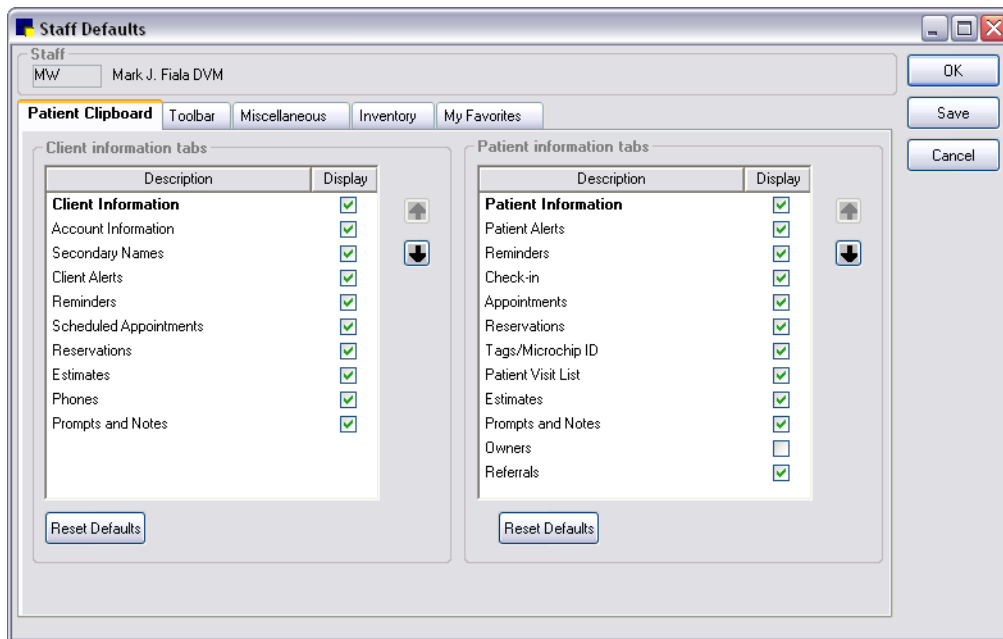 Staff Defaults
Staff
MW Mark J. Fiala DVM
OK
Save
Cancel
Patient Clipboard Toolbar Miscellaneous Inventory My Favorites
Client information tabs
Description Display
Client Information
Account Information
Secondary Names
Client Alerts
Reminders
Scheduled Appointments
Reservations
Estimates
Phones
Prompts and Notes
Reset Defaults
Patient information tabs
Description Display
Patient Information
Patient Alerts
Reminders
Check-in
Appointments
Reservations
Tags/Microchip ID
Patient Visit List
Estimates
Prompts and Notes
Owners
Referrals
Reset Defaults